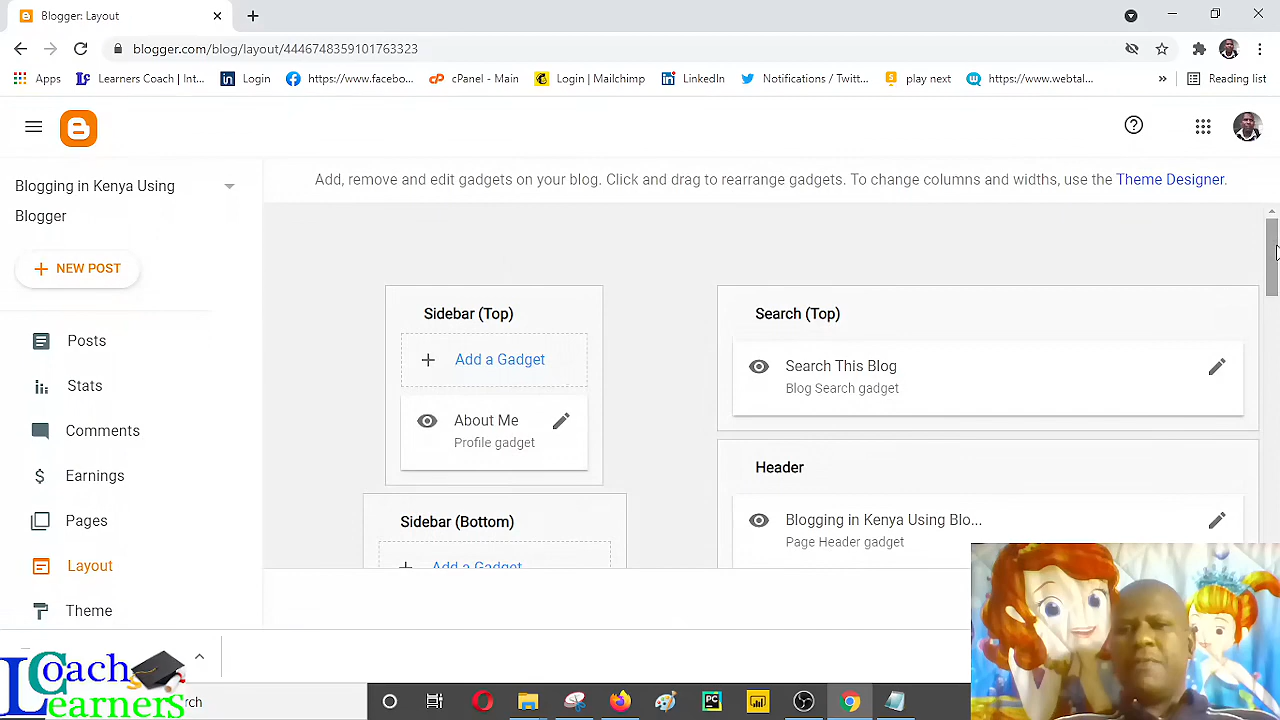 Blogger: Layout
blogger.com/blog/layout/4446748359101763323
Apps
Learners Coach | Int...
Login
https://www.facebo...
cPanel - Main
Login | Mailchimp
LinkedIn
Notifications / Twitt...
play.next
https://www.webtal...
Reading list
Blogging in Kenya Using
Blogger
Add, remove and edit gadgets on your blog. Click and drag to rearrange gadgets. To change columns and widths, use the Theme Designer.
NEW POST
Posts
Stats
Comments
Earnings
Pages
Layout
Theme
Sidebar (Top)
Add a Gadget
About Me
Profile gadget
Sidebar (Bottom)
Add a Gadget
Search (Top)
Search This Blog
Blog Search gadget
Header
Blogging in Kenya Using Blo...
Page Header gadget
Coach
Learners
rch